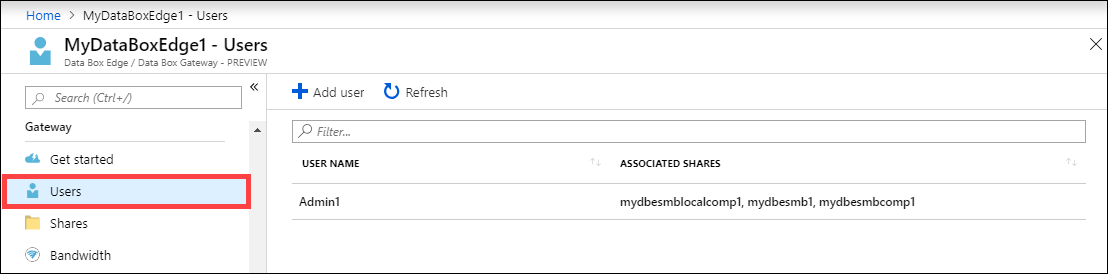 Home > MyDataBoxEdge1 - Users
MyDataBoxEdge1 - Users
Data Box Edge / Data Box Gateway - PREVIEW
Search (Ctrl+/)
Gateway
Get started
Users
Shares
Bandwidth
Add user
Refresh
Filter...
USER NAME ASSOCIATED SHARES
Admin1 mydbesmblocalcomp1, mydbesmb1, mydbesmbcomp1